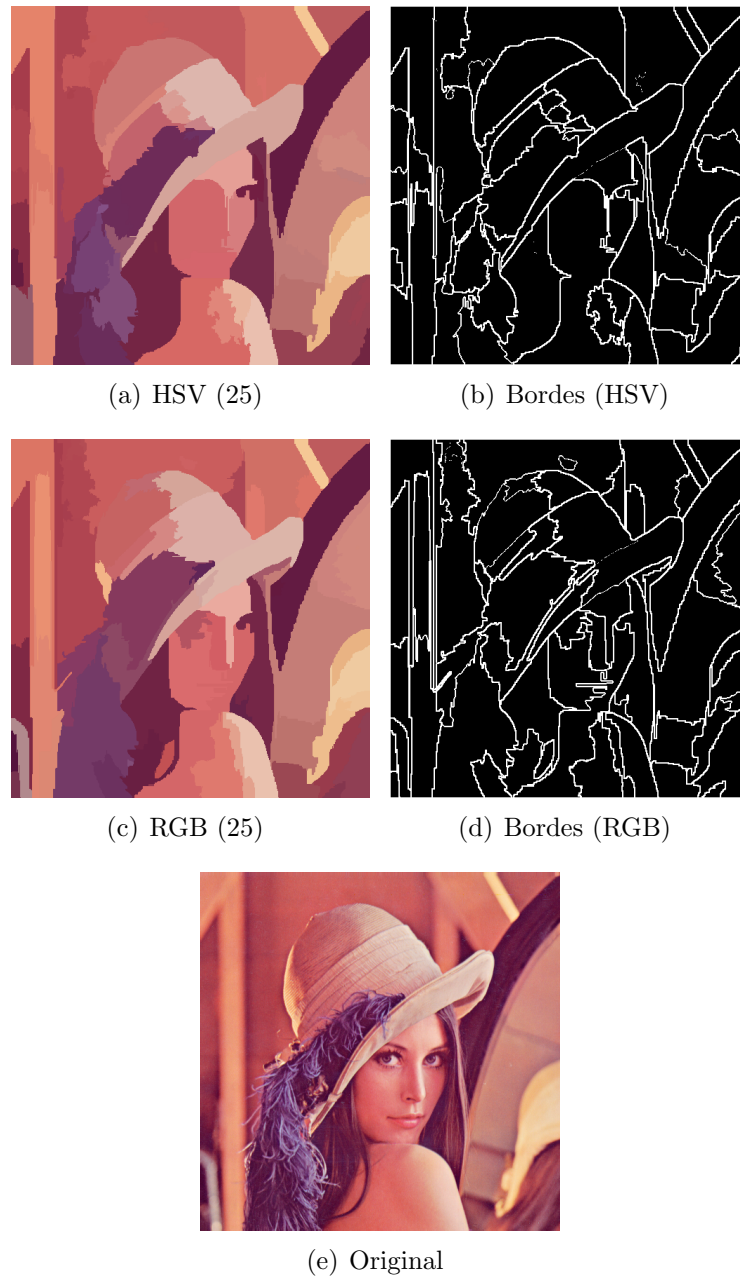 (a) HSV (25)
(b) Bordes (HSV)
(c) RGB (25)
(d) Bordes (RGB)
(e) Original